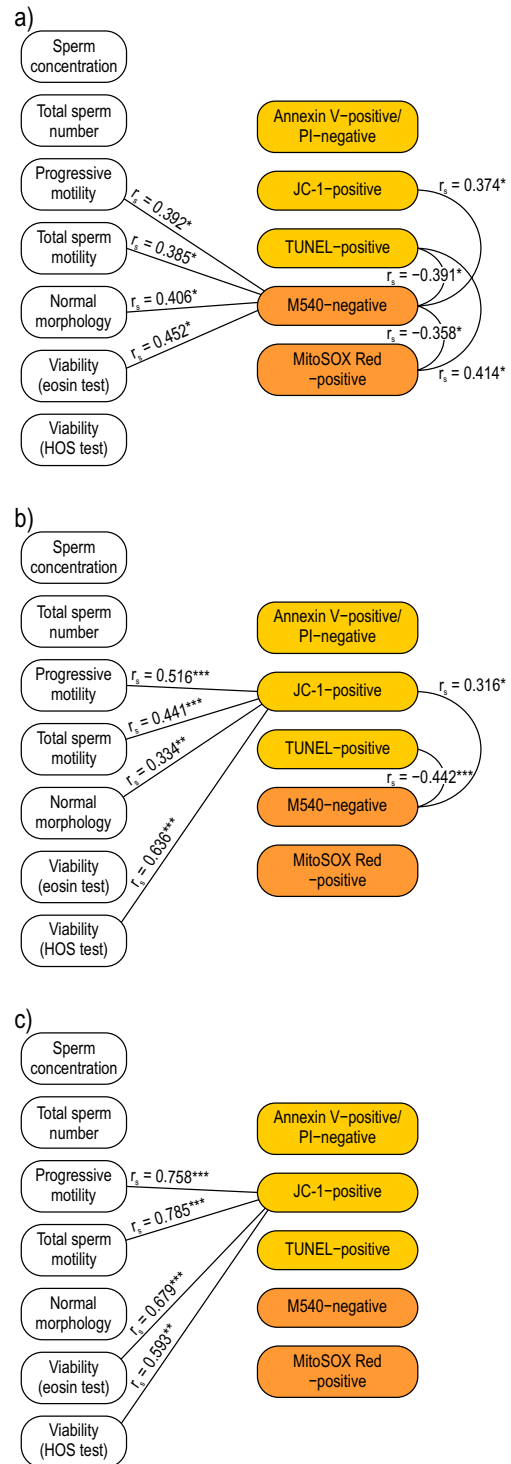 a)
Sperm
concentration
Total sperm
number
Progressive
motility
Total sperm
motility
Normal
morphology
Viability
(eosin test)
Viability
(HOS test)
rs = 0.392*
rs = 0.385*
rs = 0.406*
rs = 0.452*
Annexin V−positive/
PI−negative
JC-1−positive
TUNEL−positive
M540−negative
MitoSOX Red
−positive
rs = 0.374*
rs = −0.391*
rs = −0.358*
rs = 0.414*
b)
Sperm
concentration
Total sperm
number
Progressive
motility
Total sperm
motility
Normal
morphology
Viability
(eosin test)
Viability
(HOS test)
rs = 0.516***
rs = 0.441***
rs = 0.334**
rs = 0.636***
Annexin V−positive/
PI−negative
JC-1−positive
TUNEL−positive
M540−negative
MitoSOX Red
−positive
rs = 0.316*
rs = −0.442***
c)
Sperm
concentration
Total sperm
number
Progressive
motility
Total sperm
motility
Normal
morphology
Viability
(eosin test)
Viability
(HOS test)
rs = 0.758***
rs = 0.785***
rs = 0.679***
rs = 0.593**
Annexin V−positive/
PI−negative
JC-1−positive
TUNEL−positive
M540−negative
MitoSOX Red
−positive